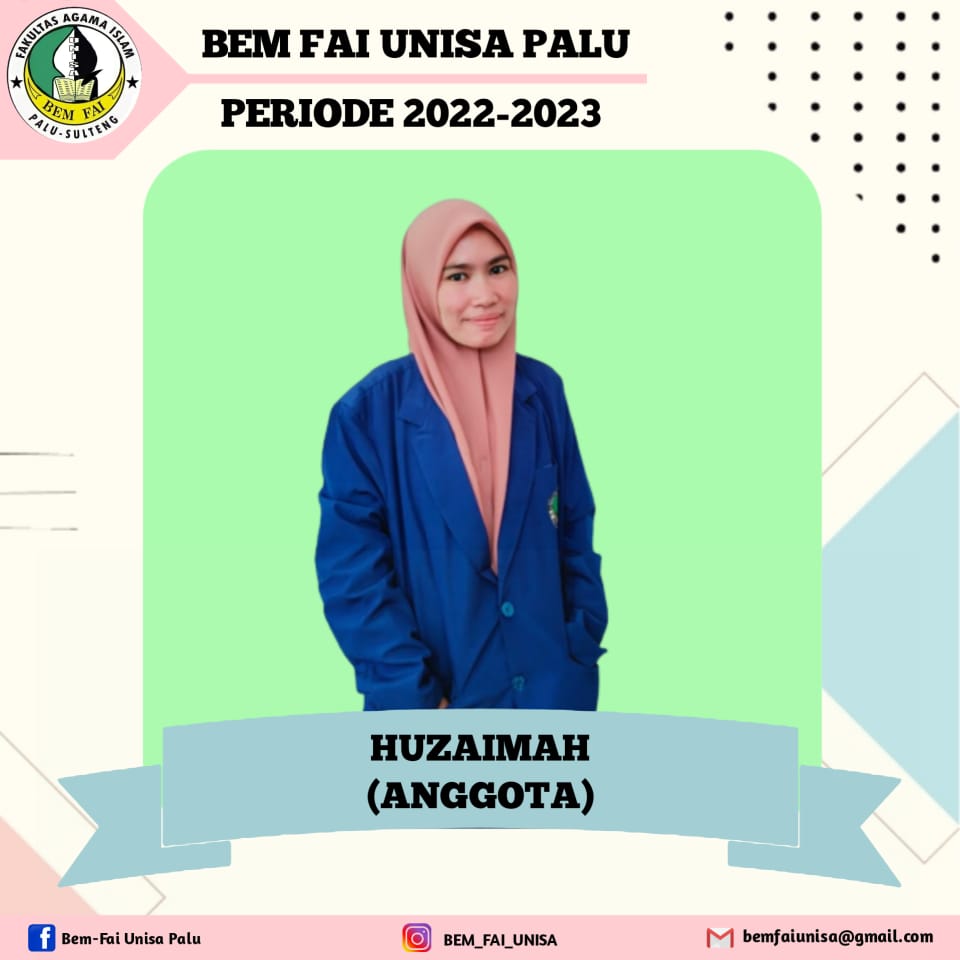 FAKULTAS AGAMA ISLAM
BEM FAI
PALU-SULTENG
BEM FAI UNISA PALU
PERIODE 2022-2023
HUZAIMAH
(ANGGOTA)
Bem-Fai Unisa Palu
BEM_FAI_UNISA
bemfaiunisa@gmail.com